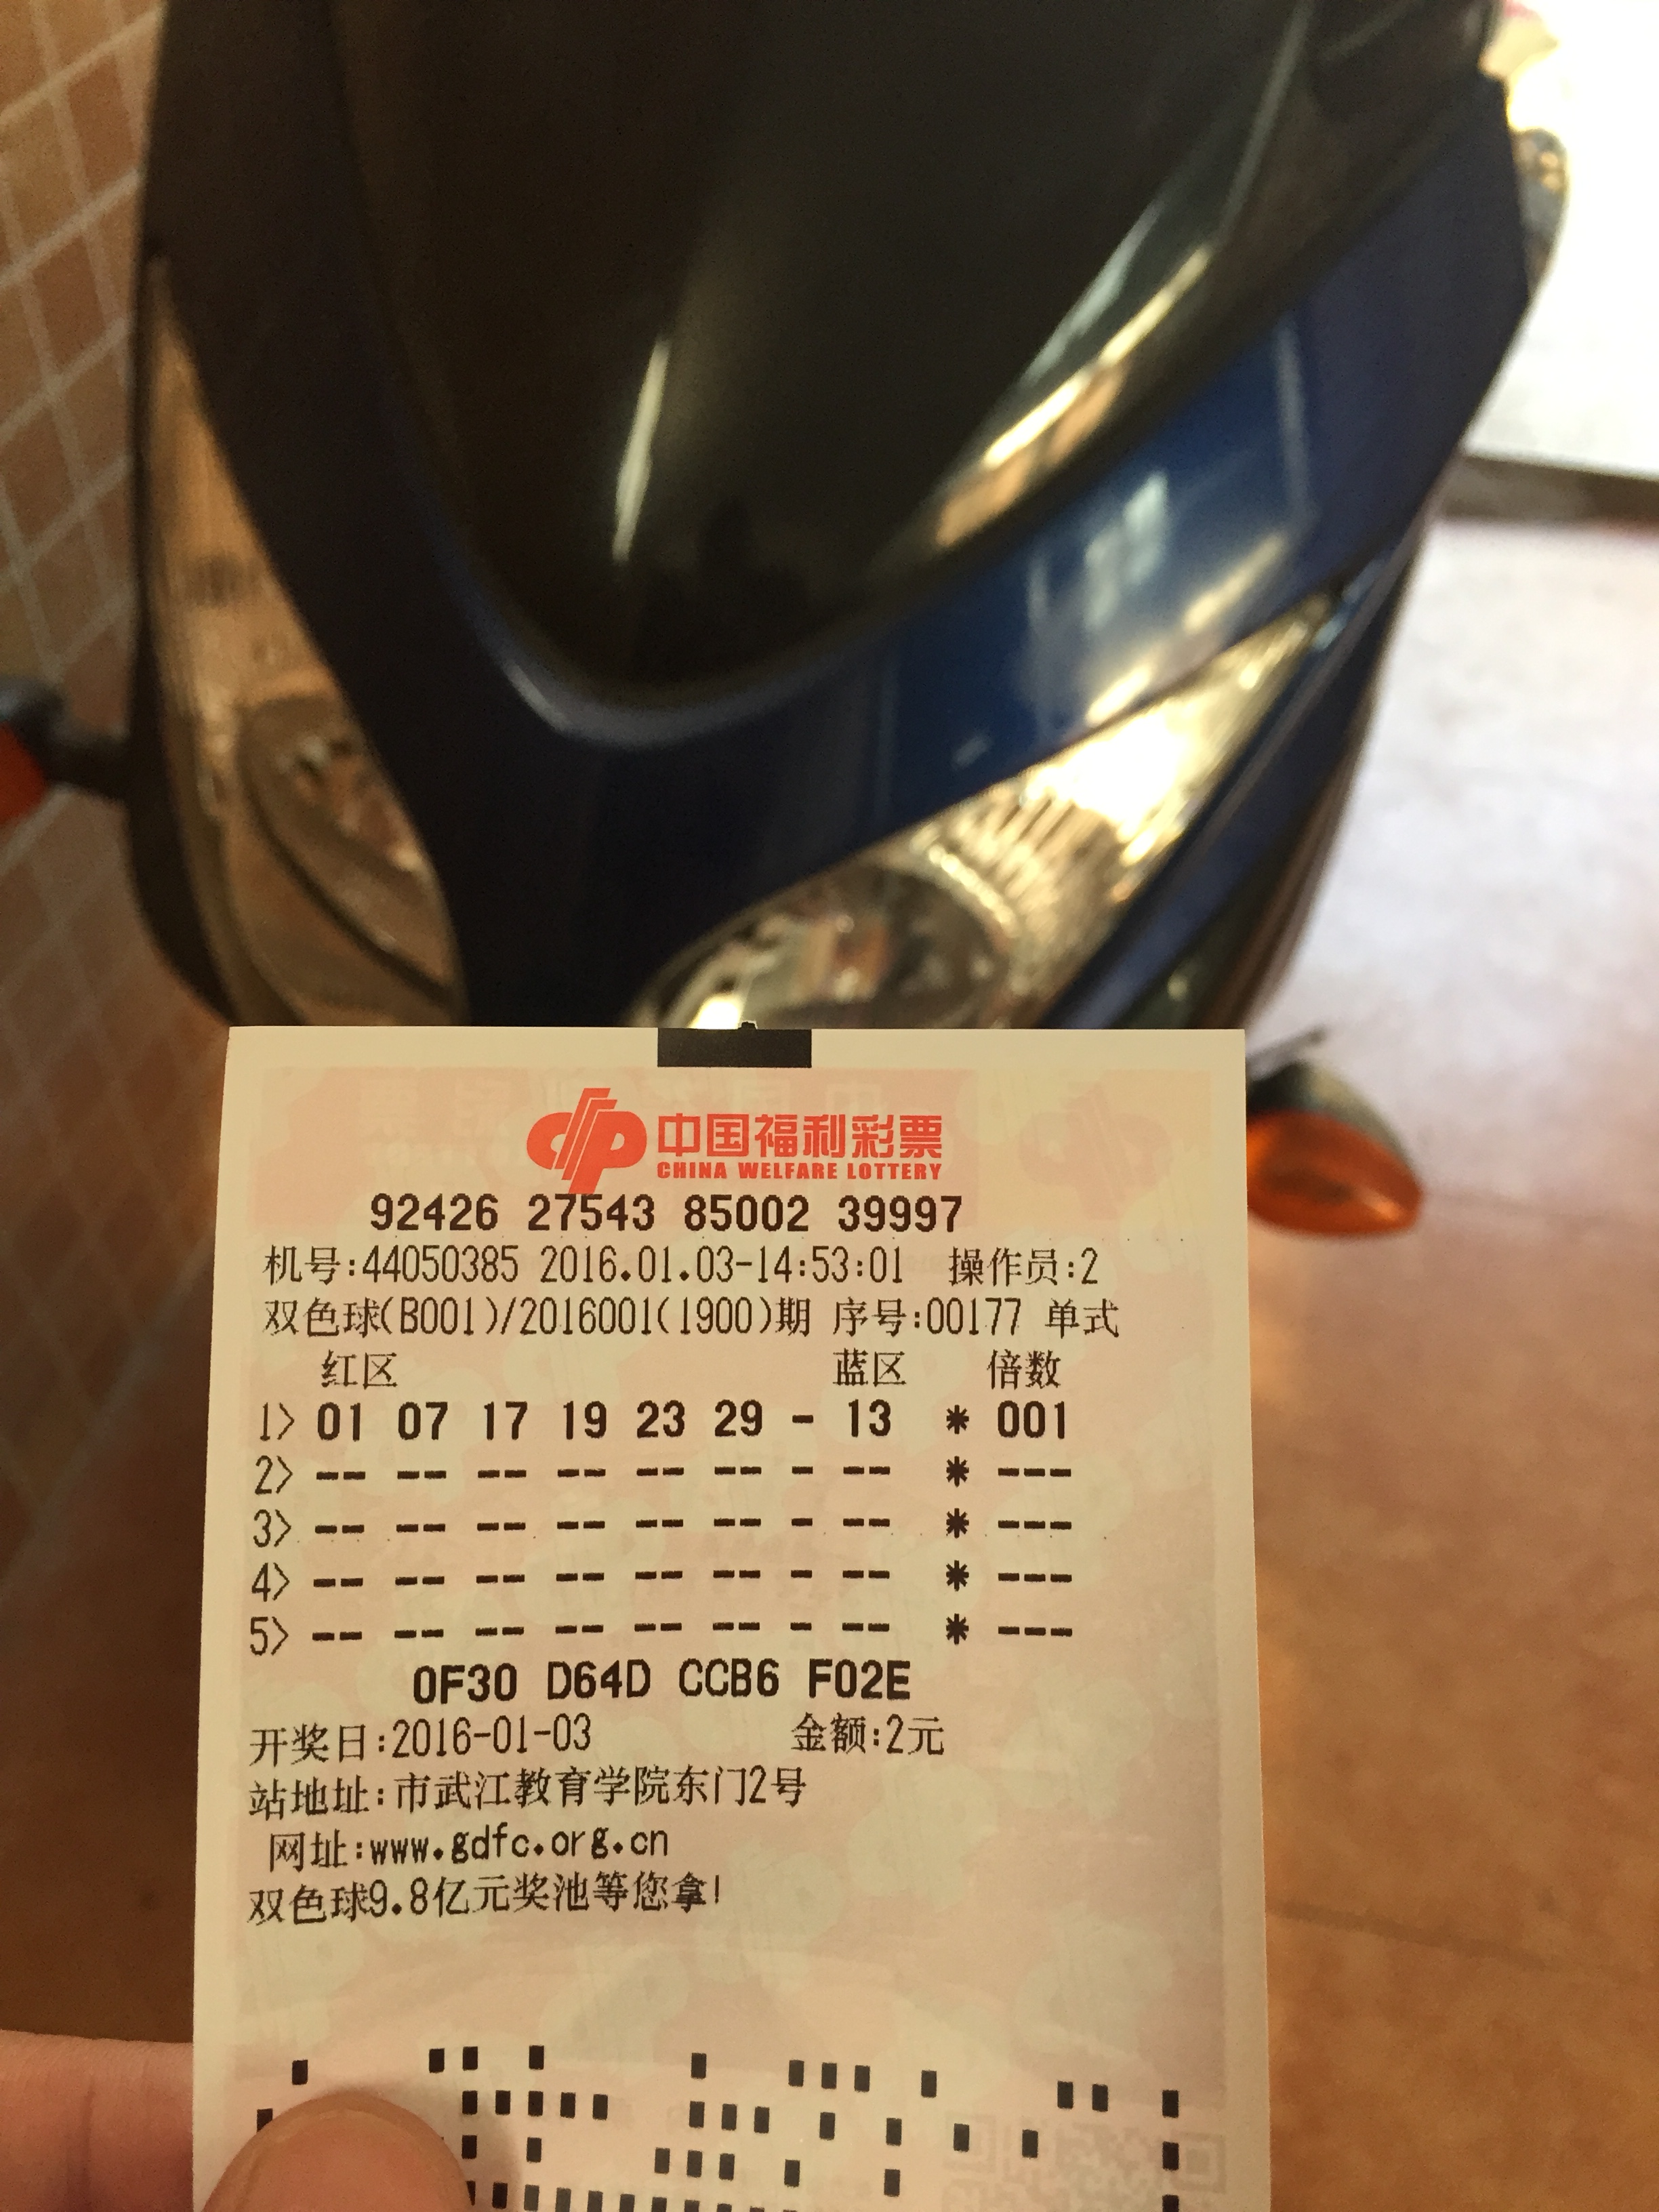 中国福利彩票
CHINA WELFARE LOTTERY
92426 27543 85002 39997
机号:44050385 2016.01.03-14:53:01 操作员:2
双色球(B001)/2016001(1900)期 序号:00177 单式
红区 蓝区 倍数
1> 01 07 17 19 23 29 - 13 * 001
2> -- -- -- -- -- -- - -- * ---
3> -- -- -- -- -- -- - -- * ---
4> -- -- -- -- -- -- - -- * ---
5> -- -- -- -- -- -- - -- * ---
0F30 D64D CCB6 F02E
开奖日:2016-01-03 金额:2元
站地址:市武江教育学院东门2号
网址:www.gdfc.org.cn
双色球9.8亿元奖池等您拿!